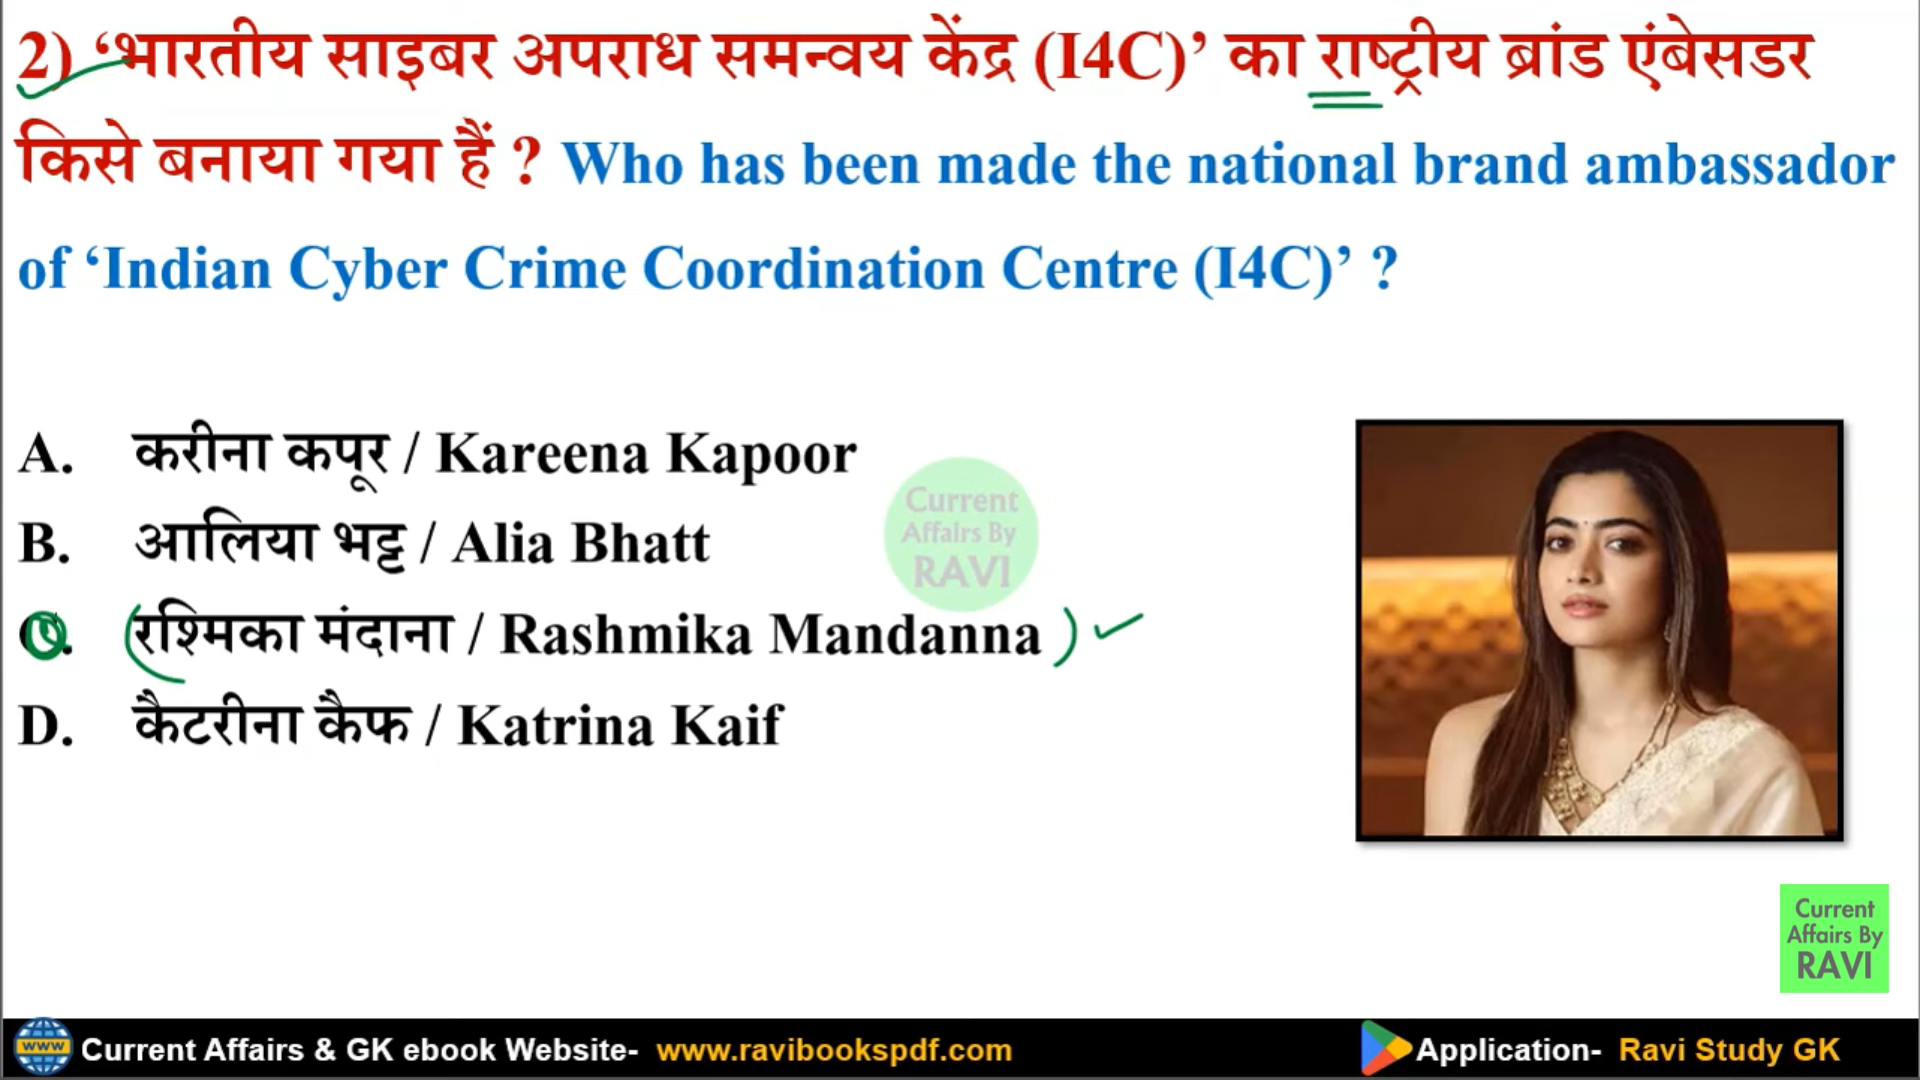 2) ‘भारतीय साइबर अपराध समन्वय केंद्र (I4C)’ का राष्ट्रीय ब्रांड एंबेसडर
किसे बनाया गया हैं ? Who has been made the national brand ambassador
of ‘Indian Cyber Crime Coordination Centre (I4C)’ ?
A. करीना कपूर / Kareena Kapoor
B. आलिया भट्ट / Alia Bhatt
C. रश्मिका मंदाना / Rashmika Mandanna
D. कैटरीना कैफ / Katrina Kaif
Current
Affairs By
RAVI
Current
Affairs By
RAVI
www Current Affairs & GK ebook Website- www.ravibookspdf.com
Application- Ravi Study GK